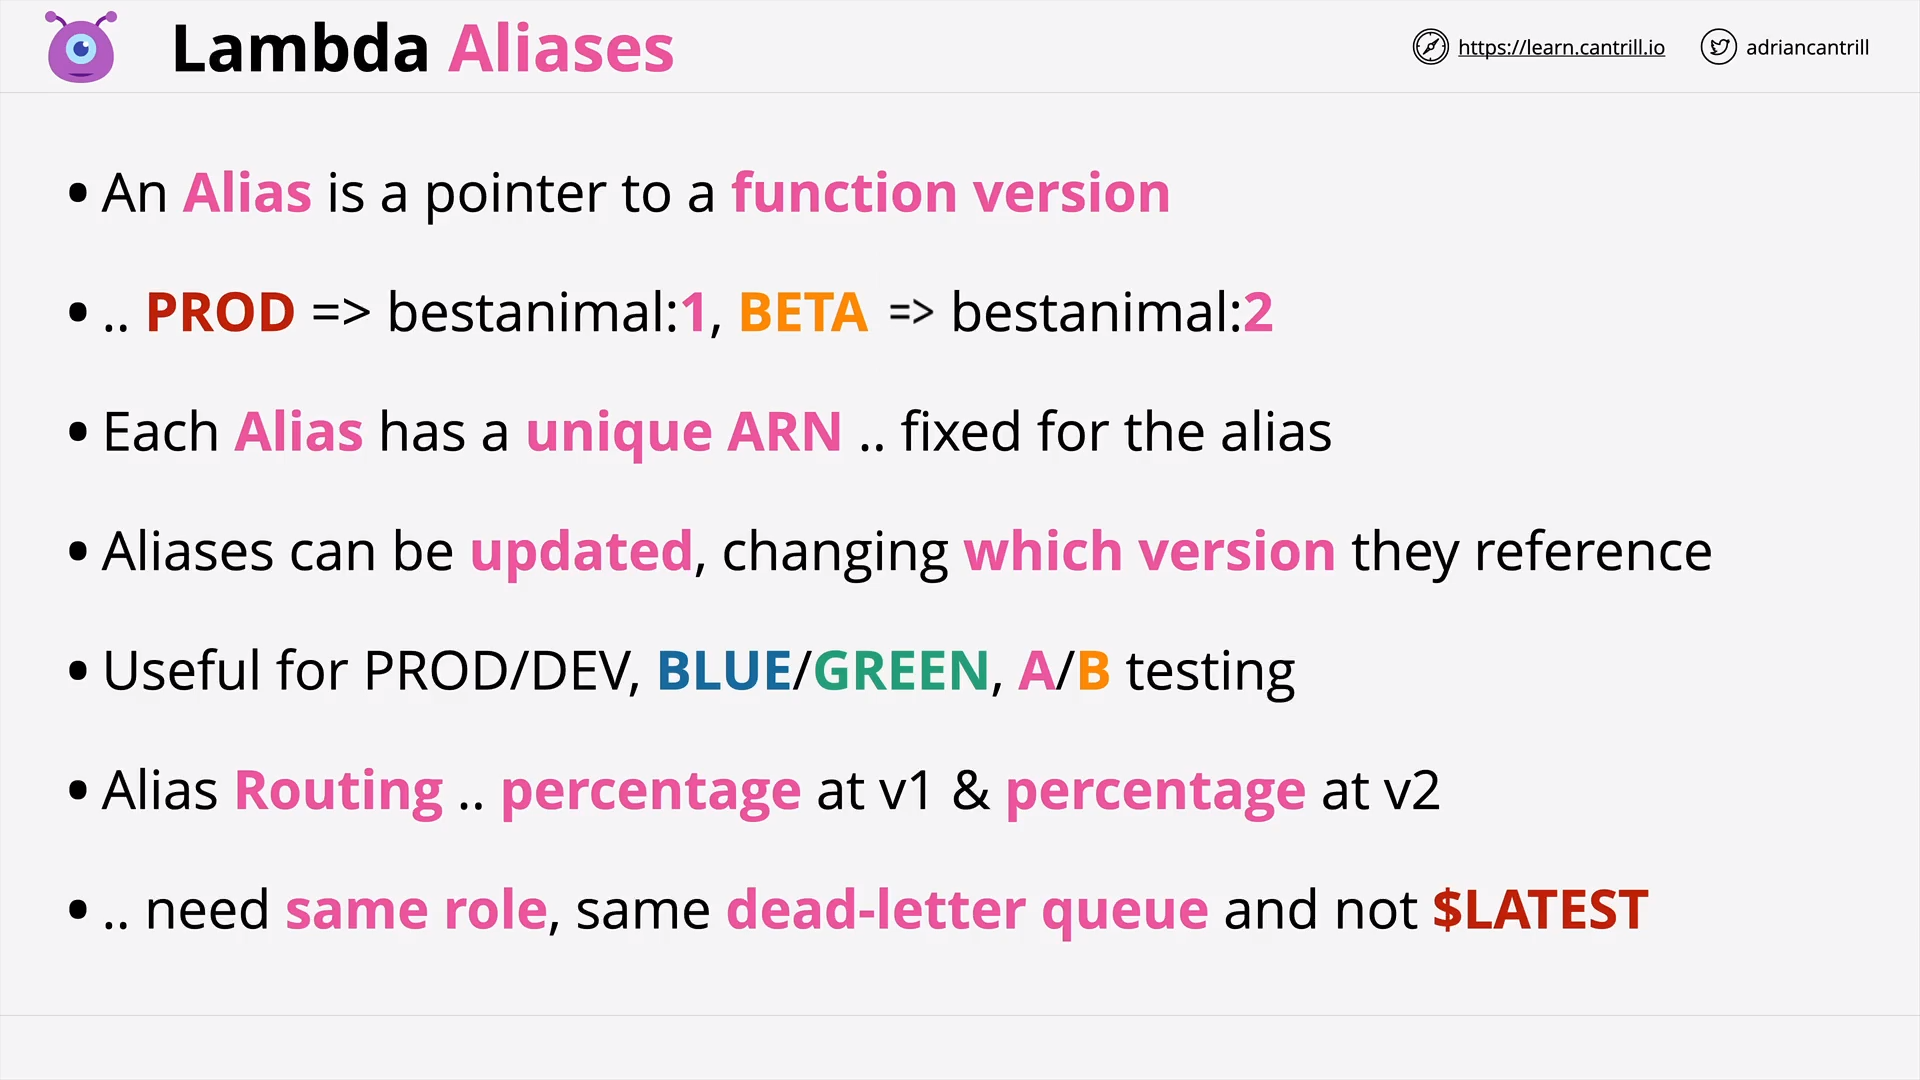 Lambda Aliases
https://learn.cantrill.io
adriancantrill
• An Alias is a pointer to a function version
• .. PROD => bestanimal:1, BETA => bestanimal:2
• Each Alias has a unique ARN .. fixed for the alias
• Aliases can be updated, changing which version they reference
• Useful for PROD/DEV, BLUE/GREEN, A/B testing
• Alias Routing .. percentage at v1 & percentage at v2
• .. need same role, same dead-letter queue and not $LATEST